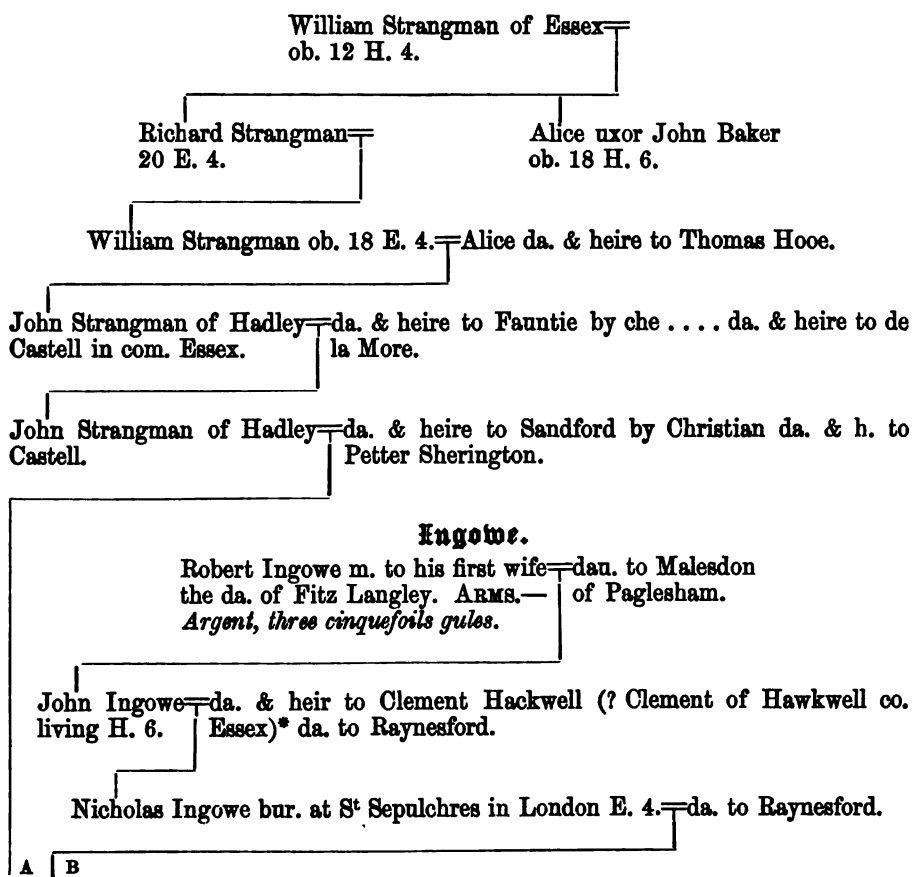 William Strangman of Essex
ob. 12 H. 4.
Richard Strangman
20 E. 4.
Alice uxor John Baker
ob. 18 H. 6.
William Strangman ob. 18 E. 4. Alice da. & heire to Thomas Hooe.
John Strangman of Hadley da. & heire to Fauntie by che .... da. & heire to de
Castell in com. Essex. la More.
John Strangman of Hadley da. & heire to Sandford by Christian da. & h. to
Castell. Petter Sherington.
Ingowe.
Robert Ingowe m. to his first wife dau. to Malesdon
the da. of Fitz Langley. ARMS.— of Paglesham.
Argent, three cinquefoils gules.
John Ingowe da. & heir to Clement Hackwell (? Clement of Hawkwell co.
living H. 6. Essex)* da. to Raynesford.
Nicholas Ingowe bur. at St Sepulchres in London E. 4. da. to Raynesford.
A B